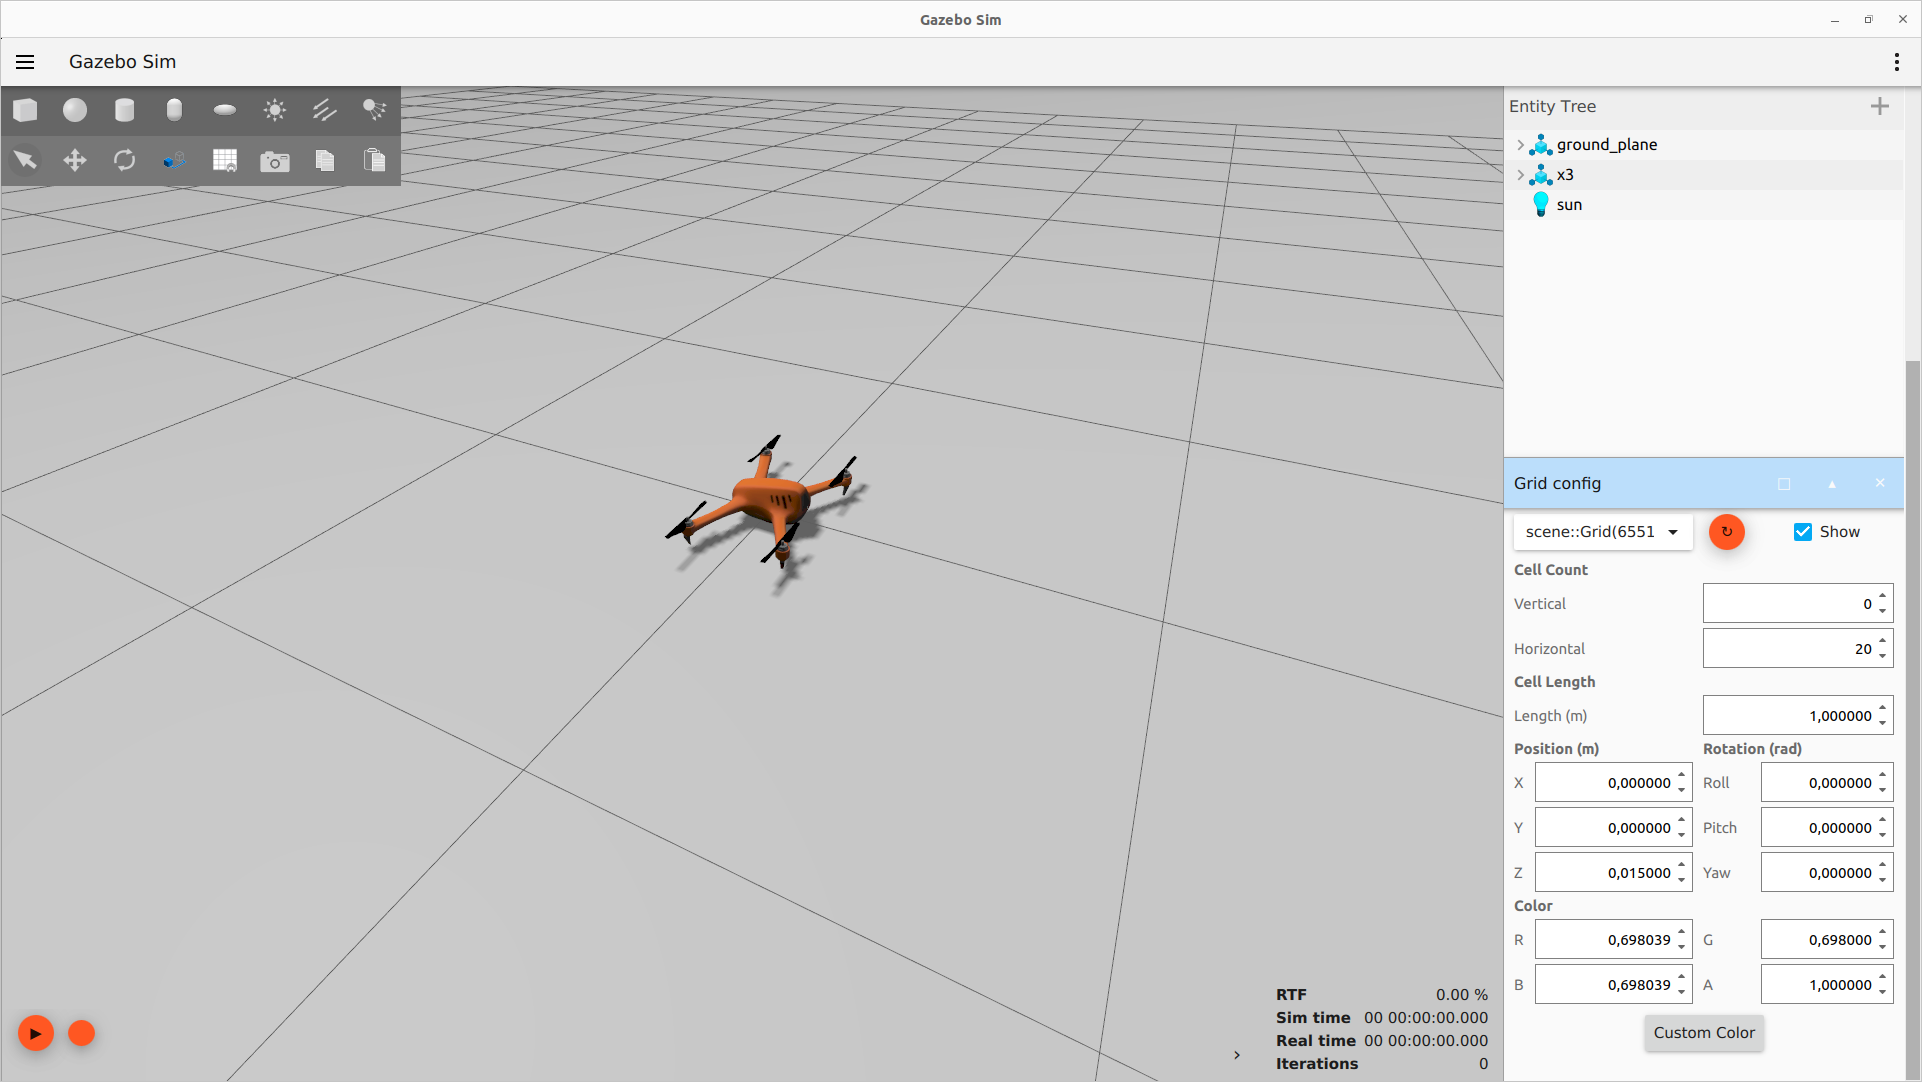 Gazebo Sim
Gazebo Sim
Entity Tree
ground_plane
x3
sun
Grid config
scene::Grid(6551
Show
Cell Count
Vertical 0
Horizontal 20
Cell Length
Length (m) 1,000000
Position (m) Rotation (rad)
X 0,000000 Roll 0,000000
Y 0,000000 Pitch 0,000000
Z 0,015000 Yaw 0,000000
Color
R 0,698039 G 0,698000
B 0,698039 A 1,000000
Custom Color
RTF 0.00 %
Sim time 00 00:00:00.000
Real time 00 00:00:00.000
Iterations 0